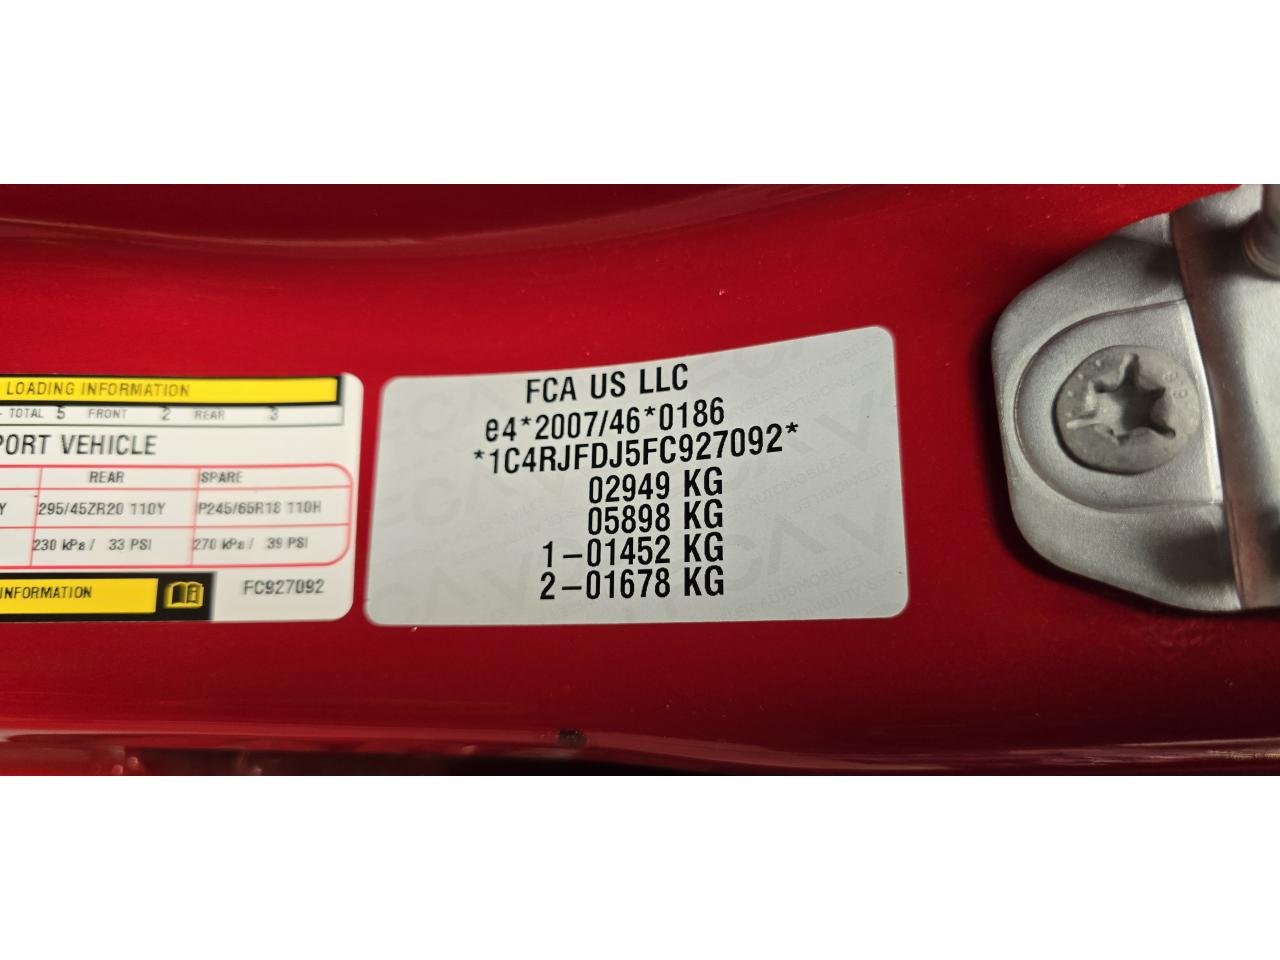 LOADING INFORMATION
- TOTAL 5 FRONT 2 REAR 3
PORT VEHICLE
REAR SPARE
Y 295/45ZR20 110Y P245/65R18 110H
230 kPa / 33 PSI 270 kPa / 39 PSI
INFORMATION FC927092
FCA US LLC
e4*2007/46*0186
*1C4RJFDJ5FC927092*
02949 KG
05898 KG
1-01452 KG
2-01678 KG